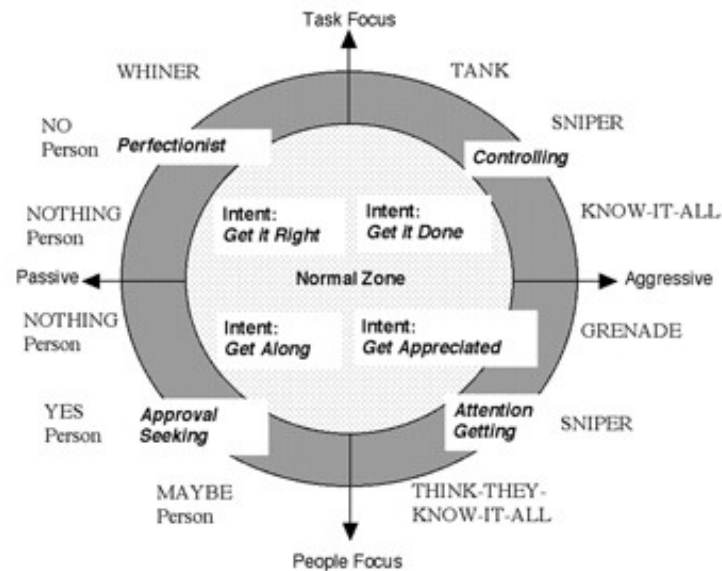 Task Focus
WHINER
TANK
NO
Person
Perfectionist
SNIPER
Controlling
NOTHING
Person
Intent:
Get it Right
Intent:
Get it Done
KNOW-IT-ALL
Passive
Normal Zone
Aggressive
NOTHING
Person
Intent:
Get Along
Intent:
Get Appreciated
GRENADE
YES
Person
Approval
Seeking
Attention
Getting
SNIPER
MAYBE
Person
THINK-THEY-
KNOW-IT-ALL
People Focus